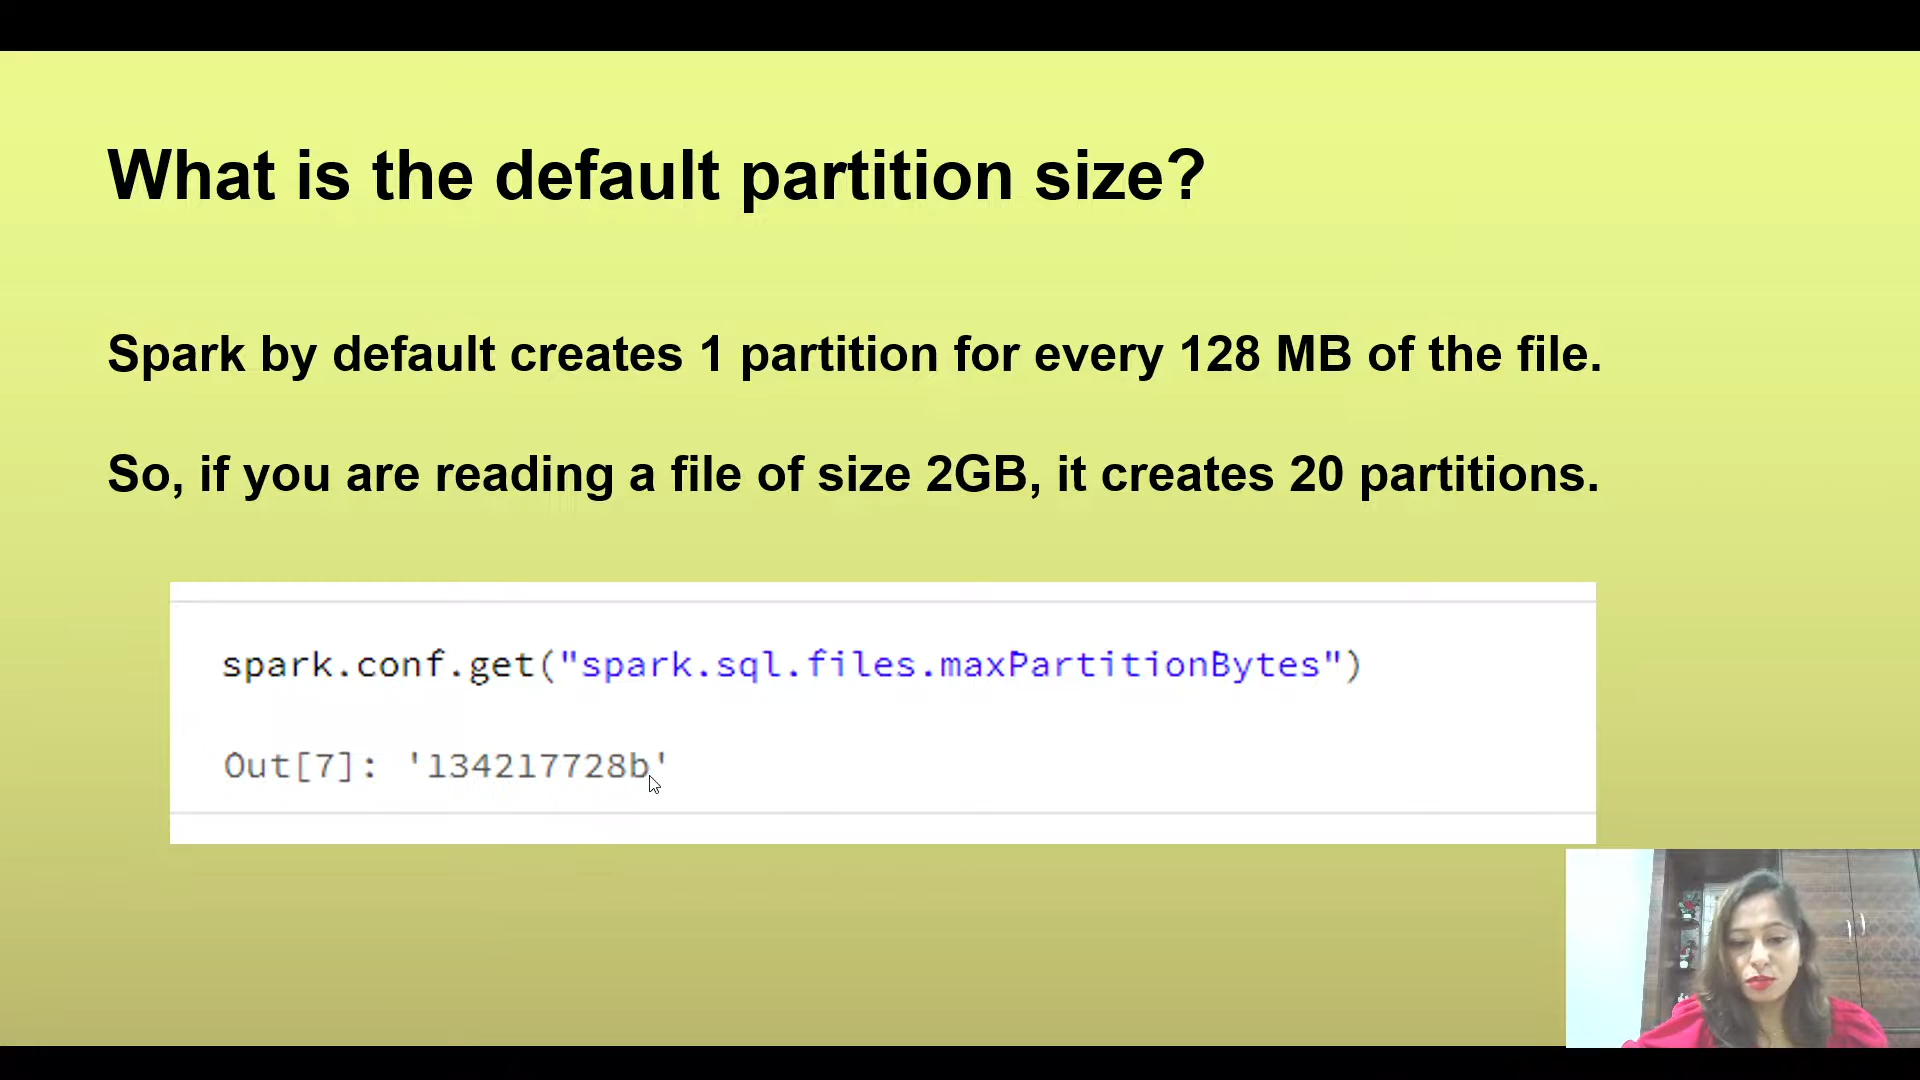 What is the default partition size?
Spark by default creates 1 partition for every 128 MB of the file.
So, if you are reading a file of size 2GB, it creates 20 partitions.
spark.conf.get("spark.sql.files.maxPartitionBytes")
Out[7]: '134217728b'